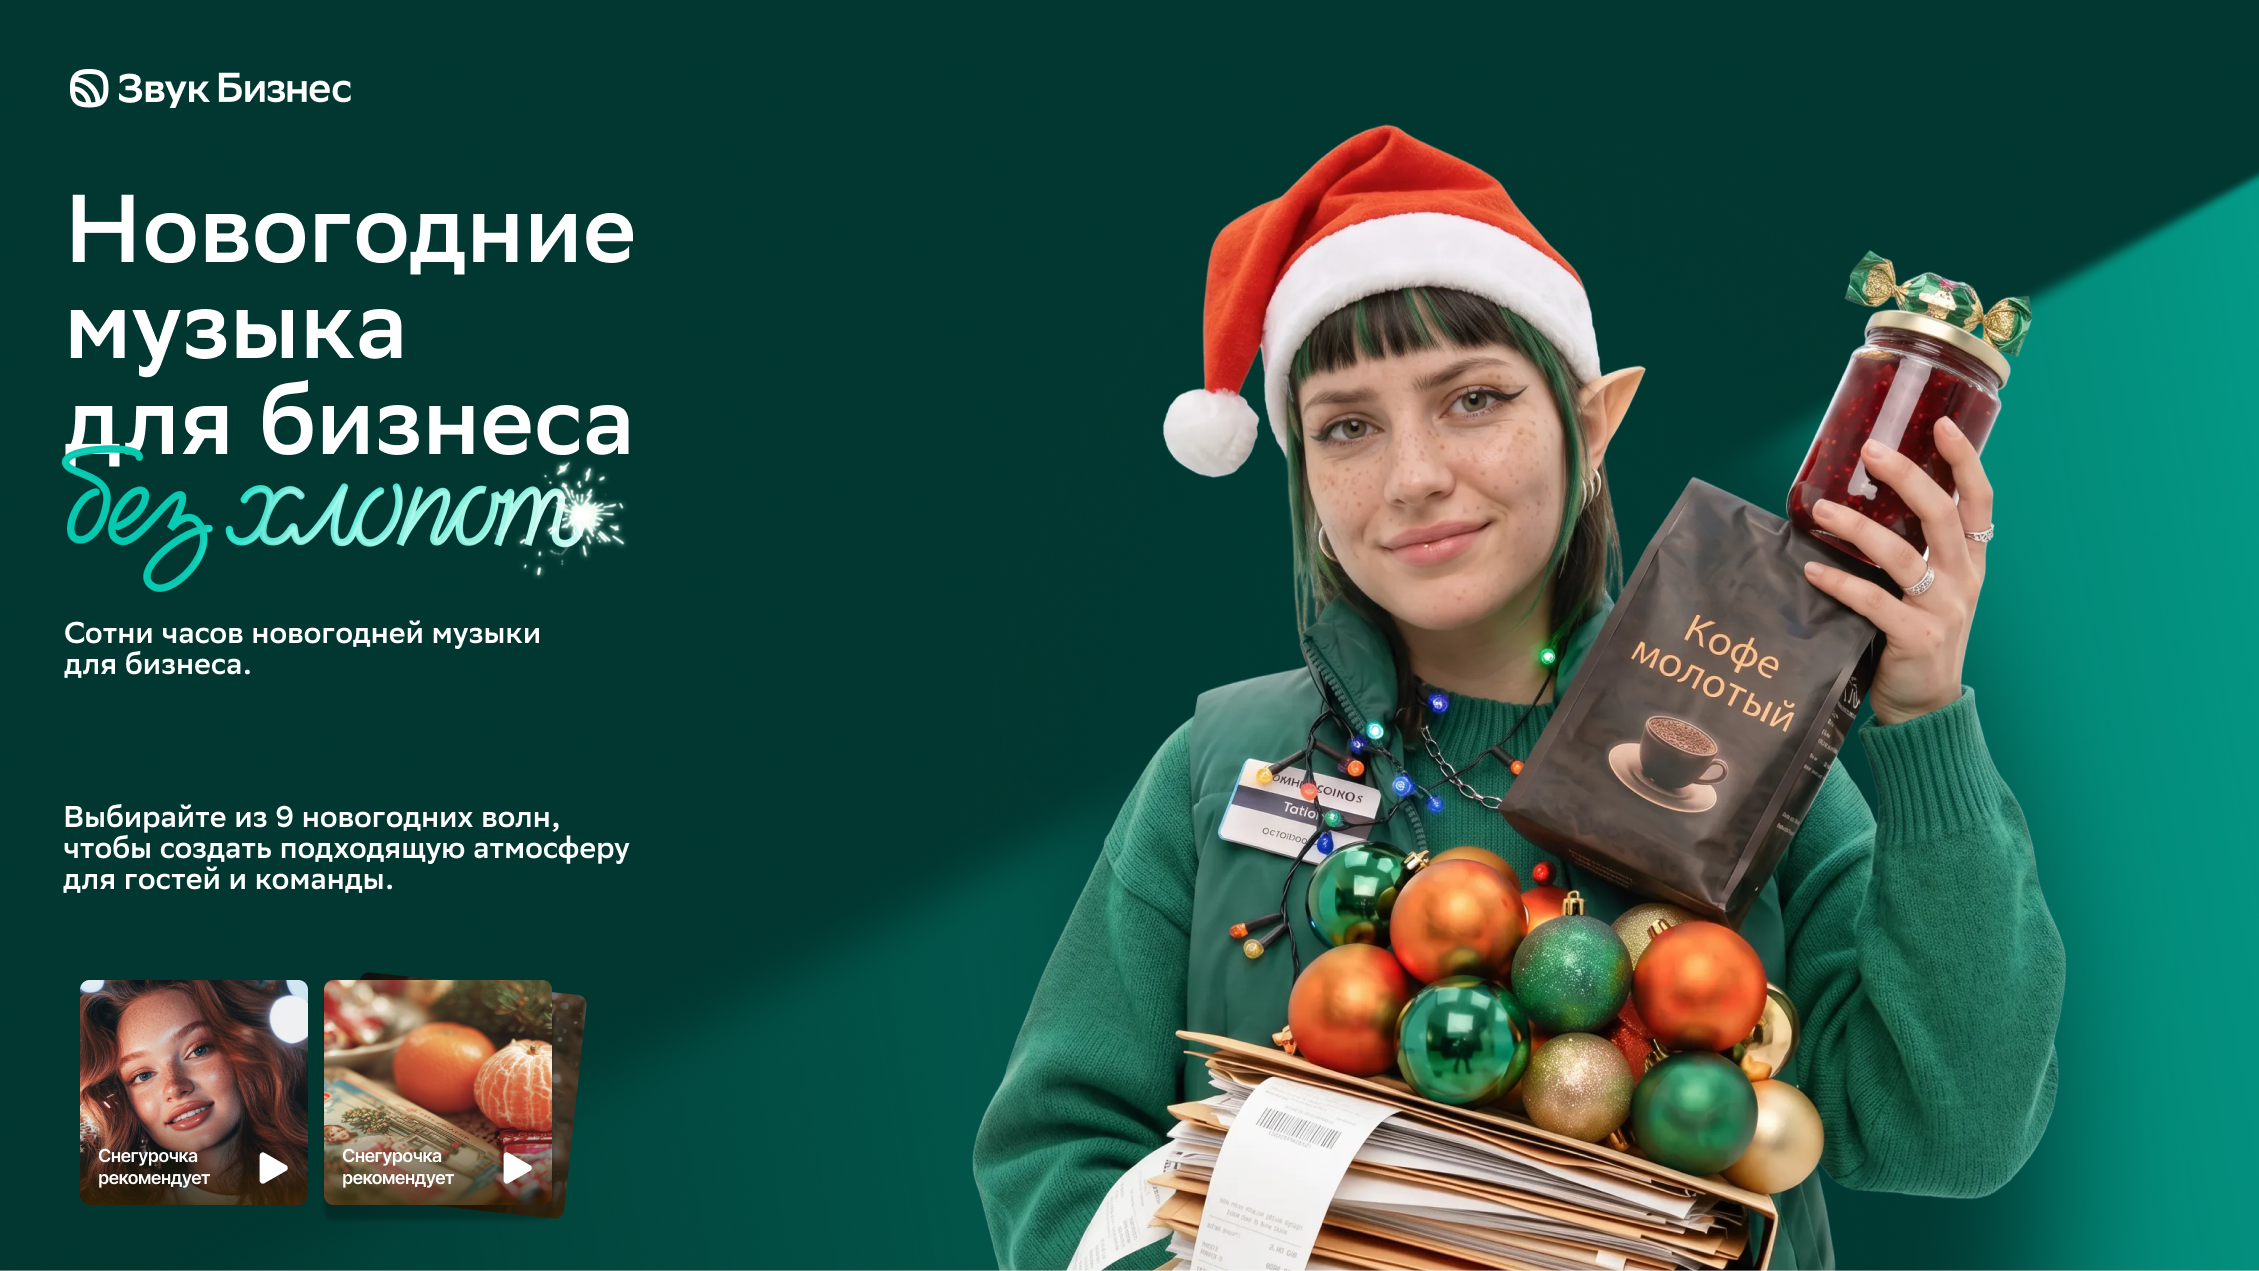 Звук Бизнес
Новогодние
музыка
для бизнеса
без хлопот
Сотни часов новогодней музыки
для бизнеса.
Выбирайте из 9 новогодних волн,
чтобы создать подходящую атмосферу
для гостей и команды.
Снегурочка
рекомендует
Снегурочка
рекомендует
Кофе
молотый